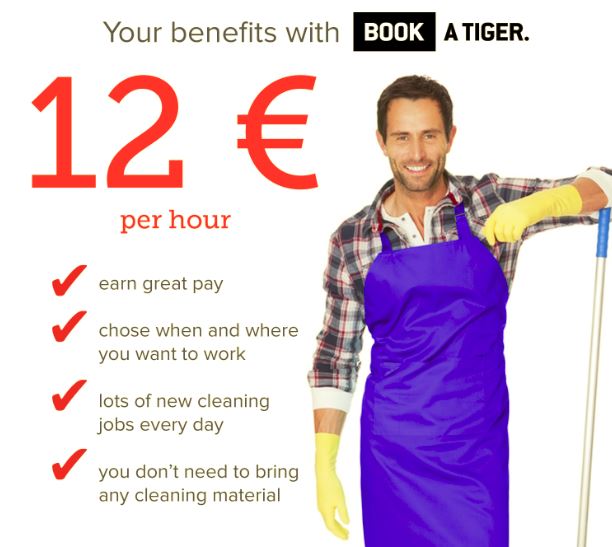 Your benefits with BOOK A TIGER.
12 €
per hour
earn great pay
chose when and where
you want to work
lots of new cleaning
jobs every day
you don't need to bring
any cleaning material